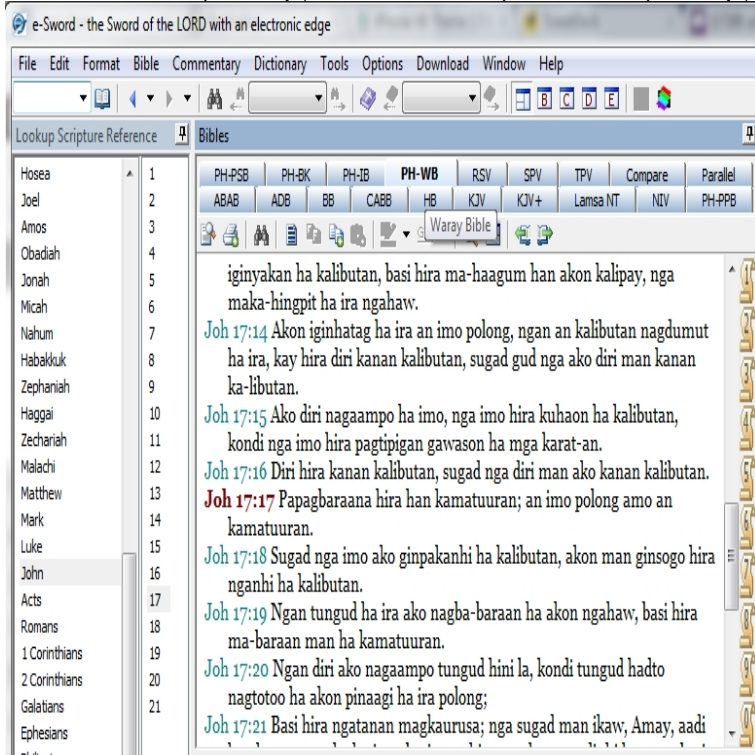 e-Sword - the Sword of the LORD with an electronic edge
File Edit Format Bible Commentary Dictionary Tools Options Download Window Help
B C D E
Lookup Scripture Reference
Bibles
PH-PSB PH-BK PH-IB PH-WB RSV SPV TPV Compare Parallel
ABAB ADB BB CABB HB KJV KJV+ Lamsa NT NIV PH-PPB
Waray Bible
Hosea
Joel
Amos
Obadiah
Jonah
Micah
Nahum
Habakkuk
Zephaniah
Haggai
Zechariah
Malachi
Matthew
Mark
Luke
John
Acts
Romans
1 Corinthians
2 Corinthians
Galatians
Ephesians
1
2
3
4
5
6
7
8
9
10
11
12
13
14
15
16
17
18
19
20
21
iginyakan ha kalibutan, basi hira ma-haagum han akon kalipay, nga
maka-hingpit ha ira ngahaw.
Joh 17:14 Akon iginhatag ha ira an imo polong, ngan an kalibutan nagdumut
ha ira, kay hira diri kanan kalibutan, sugad gud nga ako diri man kanan
ka-libutan.
Joh 17:15 Ako diri nagaampo ha imo, nga imo hira kuhaon ha kalibutan,
kondi nga imo hira pagtipigan gawason ha mga karat-an.
Joh 17:16 Diri hira kanan kalibutan, sugad nga diri man ako kanan kalibutan.
Joh 17:17 Papagbaraana hira han kamatuuran; an imo polong amo an
kamatuuran.
Joh 17:18 Sugad nga imo ako ginpakanhi ha kalibutan, akon man ginsogo hira
nganhi ha kalibutan.
Joh 17:19 Ngan tungud ha ira ako nagba-baraan ha akon ngahaw, basi hira
ma-baraan man ha kamatuuran.
Joh 17:20 Ngan diri ako nagaampo tungud hini la, kondi tungud hadto
nagtotoo ha akon pinaagi ha ira polong;
Joh 17:21 Basi hira ngatanan magkaurusa; nga sugad man ikaw, Amay, aadi